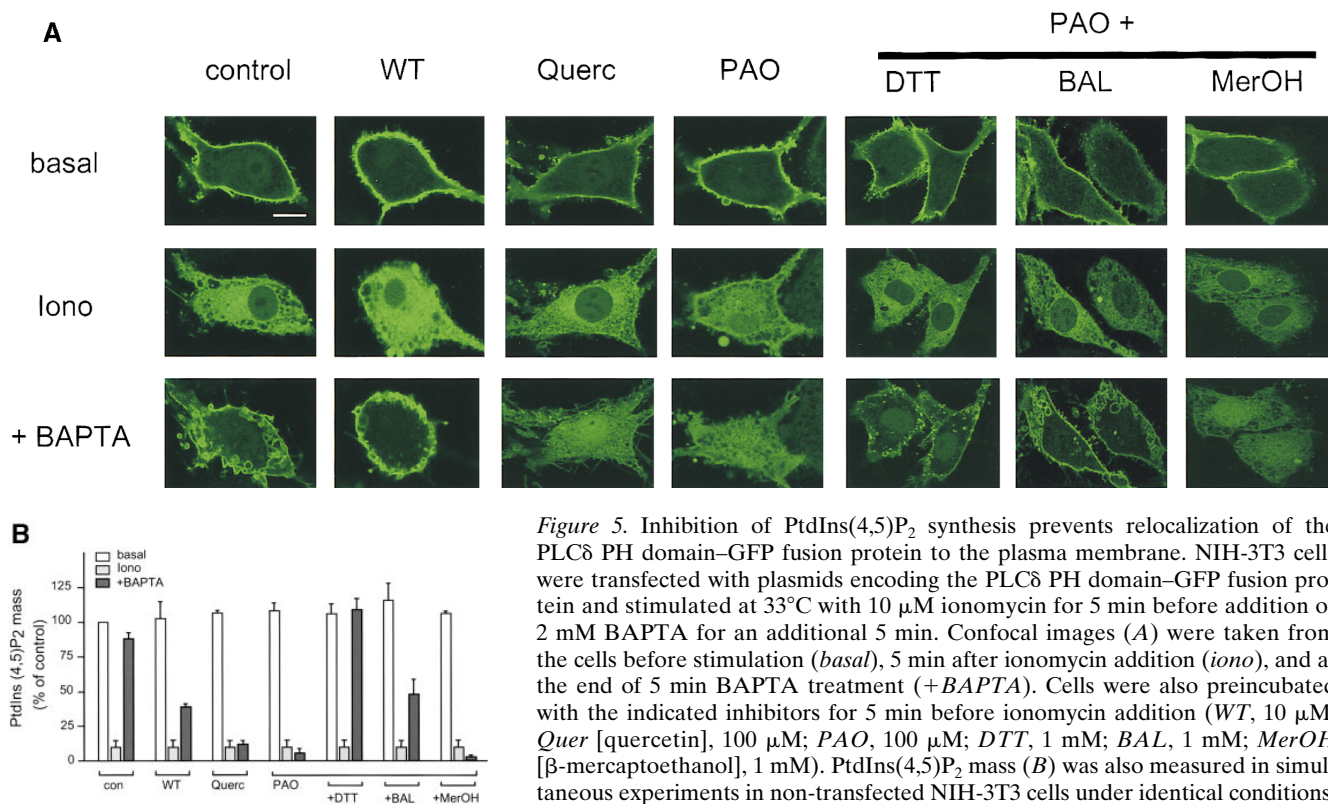 A
PAO +
control WT Querc PAO DTT BAL MerOH
basal
Iono
+ BAPTA
B
basal
Iono
+BAPTA
PtdIns (4,5)P2 mass
(% of control)
125
100
75
50
25
0
con WT Querc PAO +DTT +BAL +MerOH
Figure 5. Inhibition of PtdIns(4,5)P2 synthesis prevents relocalization of the
PLCδ PH domain–GFP fusion protein to the plasma membrane. NIH-3T3 cell
were transfected with plasmids encoding the PLCδ PH domain–GFP fusion pro-
tein and stimulated at 33°C with 10 μM ionomycin for 5 min before addition o
2 mM BAPTA for an additional 5 min. Confocal images (A) were taken from
the cells before stimulation (basal), 5 min after ionomycin addition (iono), and a
the end of 5 min BAPTA treatment (+BAPTA). Cells were also preincubated
with the indicated inhibitors for 5 min before ionomycin addition (WT, 10 μM
Quer [quercetin], 100 μM; PAO, 100 μM; DTT, 1 mM; BAL, 1 mM; MerOH
[β-mercaptoethanol], 1 mM). PtdIns(4,5)P2 mass (B) was also measured in simul-
taneous experiments in non-transfected NIH-3T3 cells under identical conditions